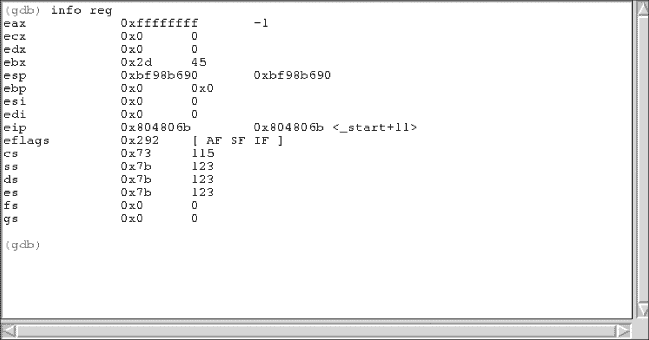 (gdb) info reg
eax 0xffffffff -1
ecx 0x0 0
edx 0x0 0
ebx 0x2d 45
esp 0xbf98b690 0xbf98b690
ebp 0x0 0x0
esi 0x0 0
edi 0x0 0
eip 0x804806b 0x804806b <_start+11>
eflags 0x292 [ AF SF IF ]
cs 0x73 115
ss 0x7b 123
ds 0x7b 123
es 0x7b 123
fs 0x0 0
gs 0x0 0
(gdb)